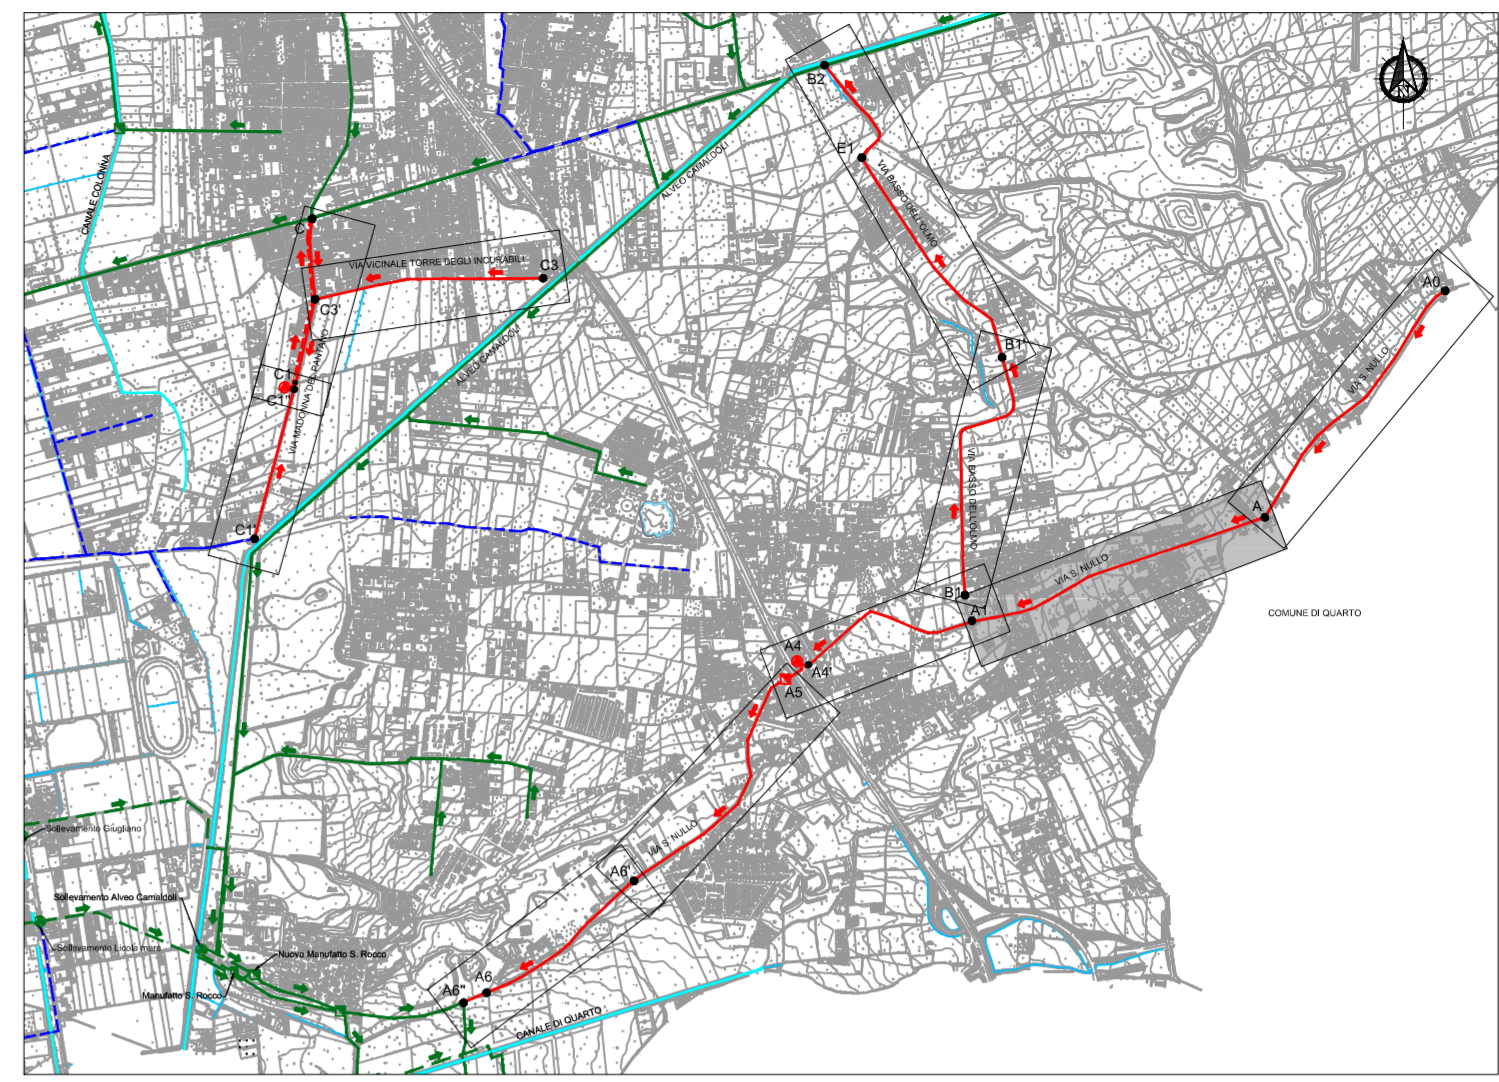 B2
ALVEO CAMALDOLI
E1
CANALE COLONNA
VIA BASSO DELL'OLMO
C
VIA VICINALE TORRE DEGLI INCURABILI
C3
A0
C3'
ALVEO CAMALDOLI
B1'
VIA S. NULLO
C1
C1"
VIA MADONNA DEL PANTANO
VIA BASSO DELL'OLMO
A
C1'
VIA S. NULLO
B1
A1
COMUNE DI QUARTO
A4
A4'
A5
Sollevamento Giugliano
VIA S. NULLO
A6'
Sollevamento Alveo Camaldoli
Sollevamento Licola mare
Nuovo Manufatto S. Rocco
A6
A6"
Manufatto S. Rocco
CANALE DI QUARTO